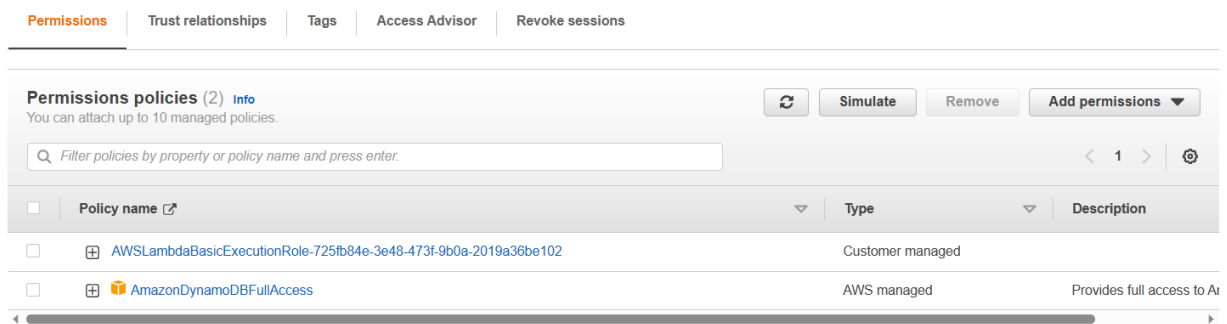 Permissions Trust relationships Tags Access Advisor Revoke sessions
Permissions policies (2) Info
You can attach up to 10 managed policies.
Simulate Remove Add permissions
Filter policies by property or policy name and press enter.
1
Policy name Type Description
AWSLambdaBasicExecutionRole-725fb84e-3e48-473f-9b0a-2019a36be102 Customer managed
AmazonDynamoDBFullAccess AWS managed Provides full access to